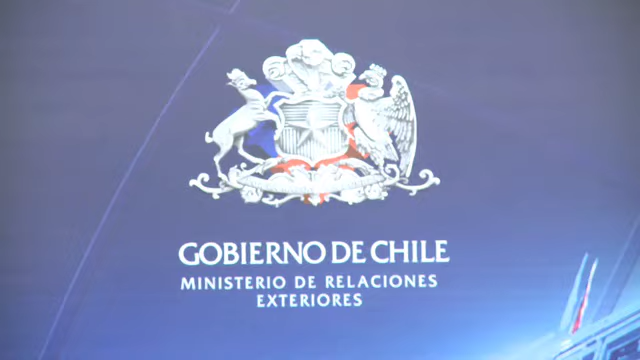 GOBIERNO DE CHILE
MINISTERIO DE RELACIONES
EXTERIORES